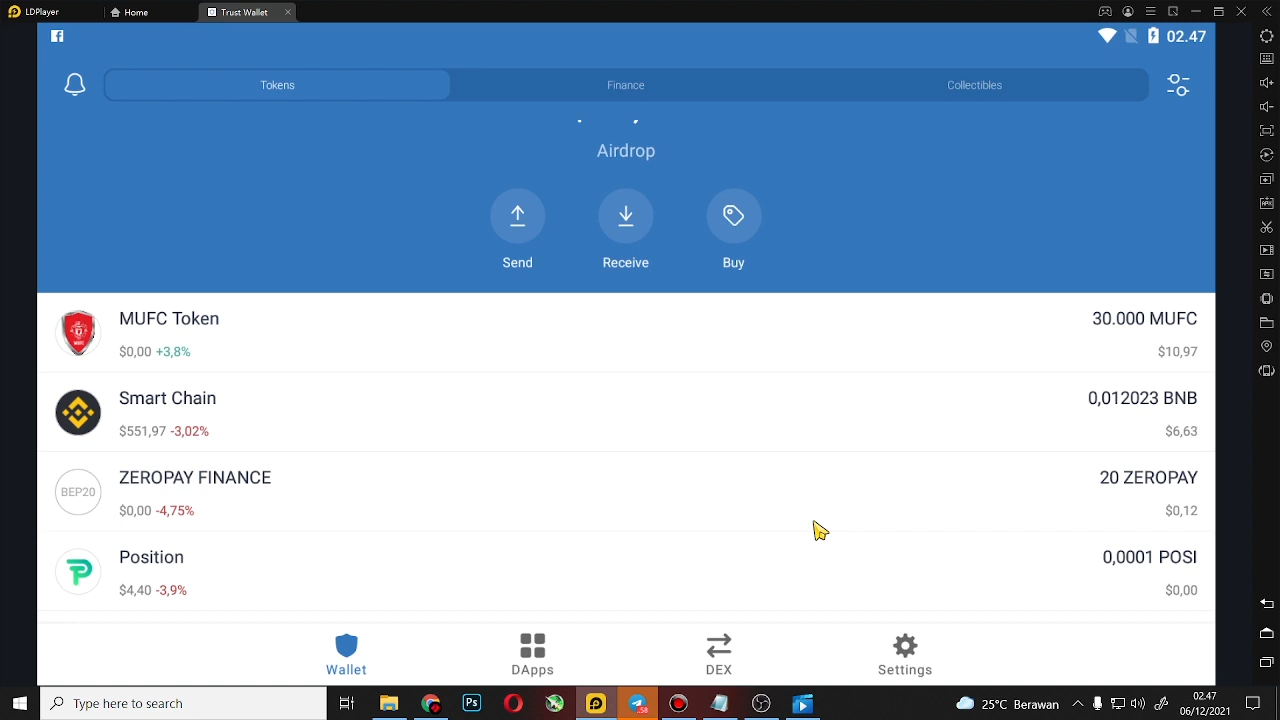 LDPlayer
Home
Trust Wallet
02.47
Tokens
Finance
Collectibles
Airdrop
Send
Receive
Buy
MUFC Token
30.000 MUFC
$0,00 +3,8%
$10,97
Smart Chain
0,012023 BNB
$551,97 -3,02%
$6,63
BEP20
ZEROPAY FINANCE
20 ZEROPAY
$0,00 -4,75%
$0,12
Position
0,0001 POSI
$4,40 -3,9%
$0,00
Wallet
DApps
DEX
Settings
Type here to search
Ps
58
25°C Berawan
02.47
06/12/2021